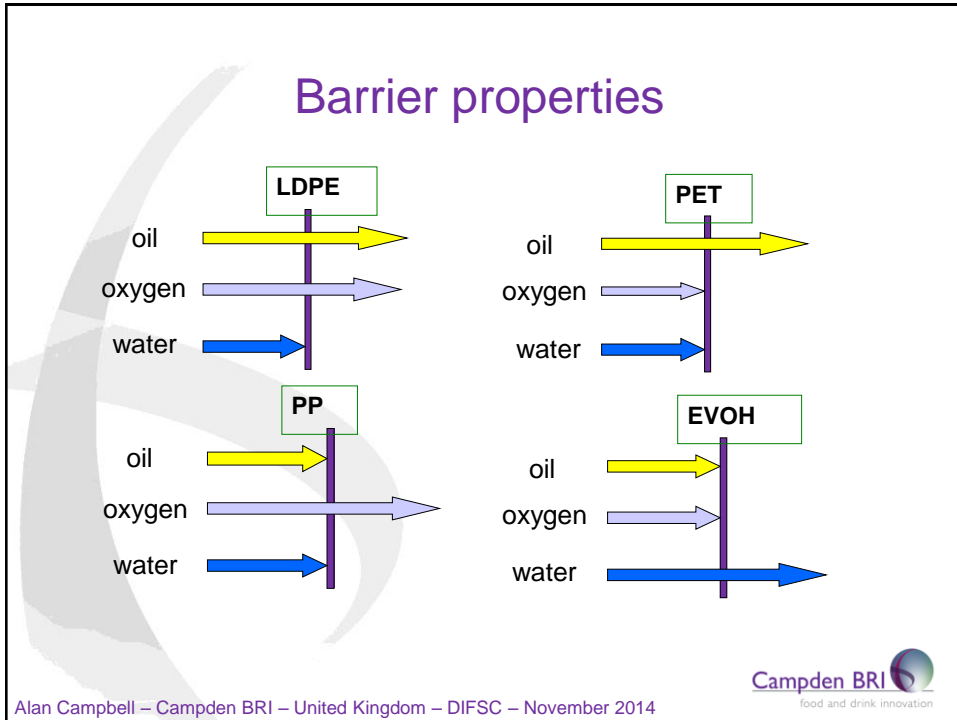 Barrier properties
LDPE
oil
oxygen
water
PET
oil
oxygen
water
PP
oil
oxygen
water
EVOH
oil
oxygen
water
Campden BRI
food and drink innovation
Alan Campbell – Campden BRI – United Kingdom – DIFSC – November 2014